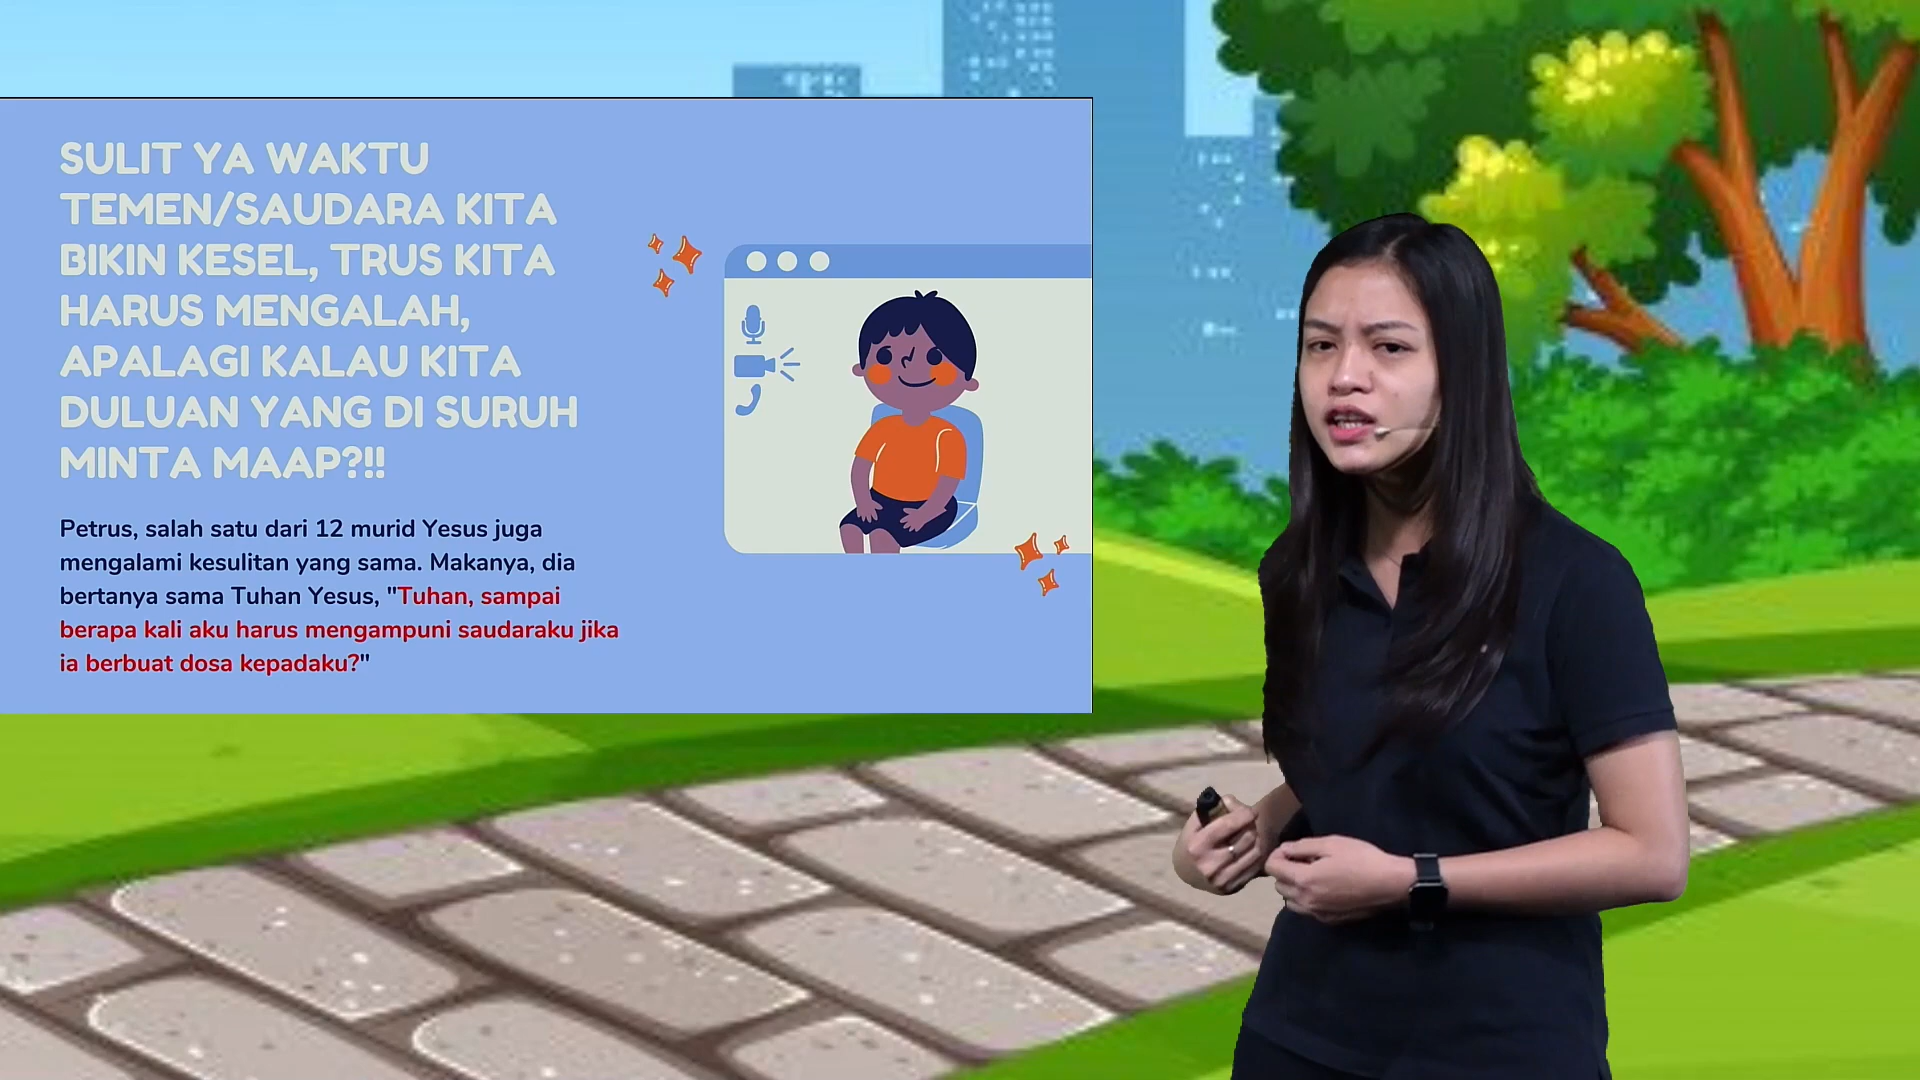 SULIT YA WAKTU
TEMEN/SAUDARA KITA
BIKIN KESEL, TRUS KITA
HARUS MENGALAH,
APALAGI KALAU KITA
DULUAN YANG DI SURUH
MINTA MAAP?!!
Petrus, salah satu dari 12 murid Yesus juga
mengalami kesulitan yang sama. Makanya, dia
bertanya sama Tuhan Yesus, "Tuhan, sampai
berapa kali aku harus mengampuni saudaraku jika
ia berbuat dosa kepadaku?"